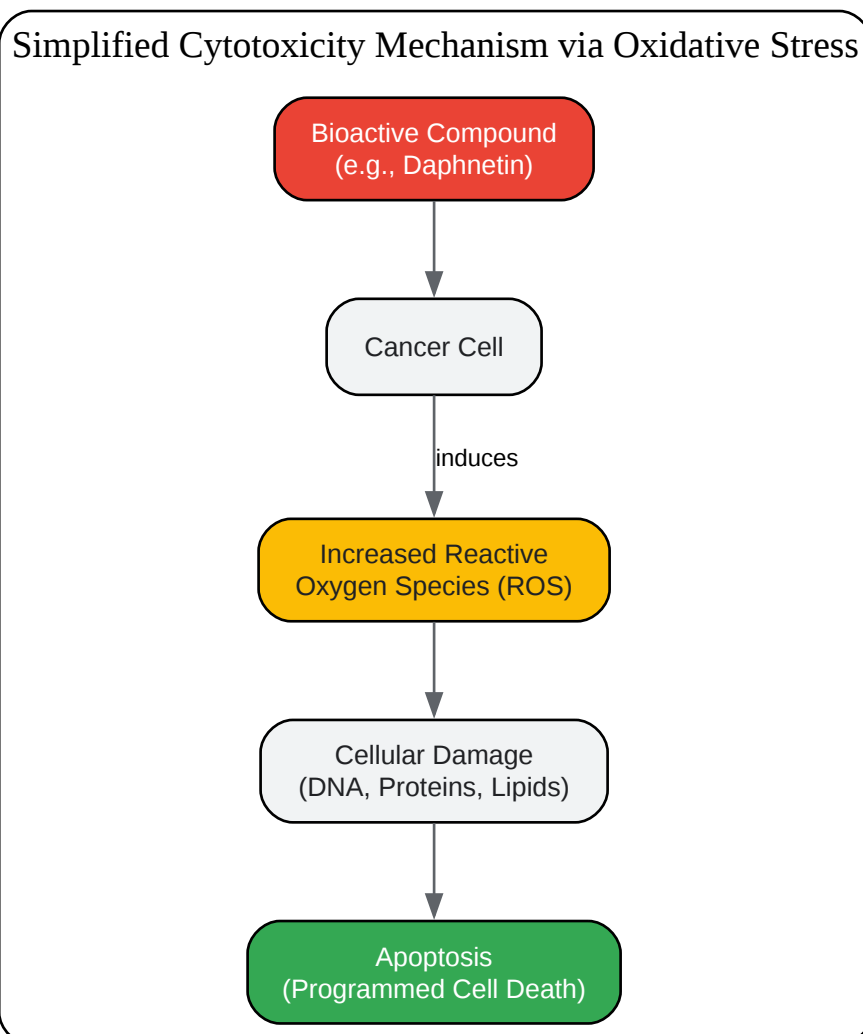 Simplified Cytotoxicity Mechanism via Oxidative Stress
Bioactive Compound
(e.g., Daphnetin)
Cancer Cell
induces
Increased Reactive
Oxygen Species (ROS)
Cellular Damage
(DNA, Proteins, Lipids)
Apoptosis
(Programmed Cell Death)